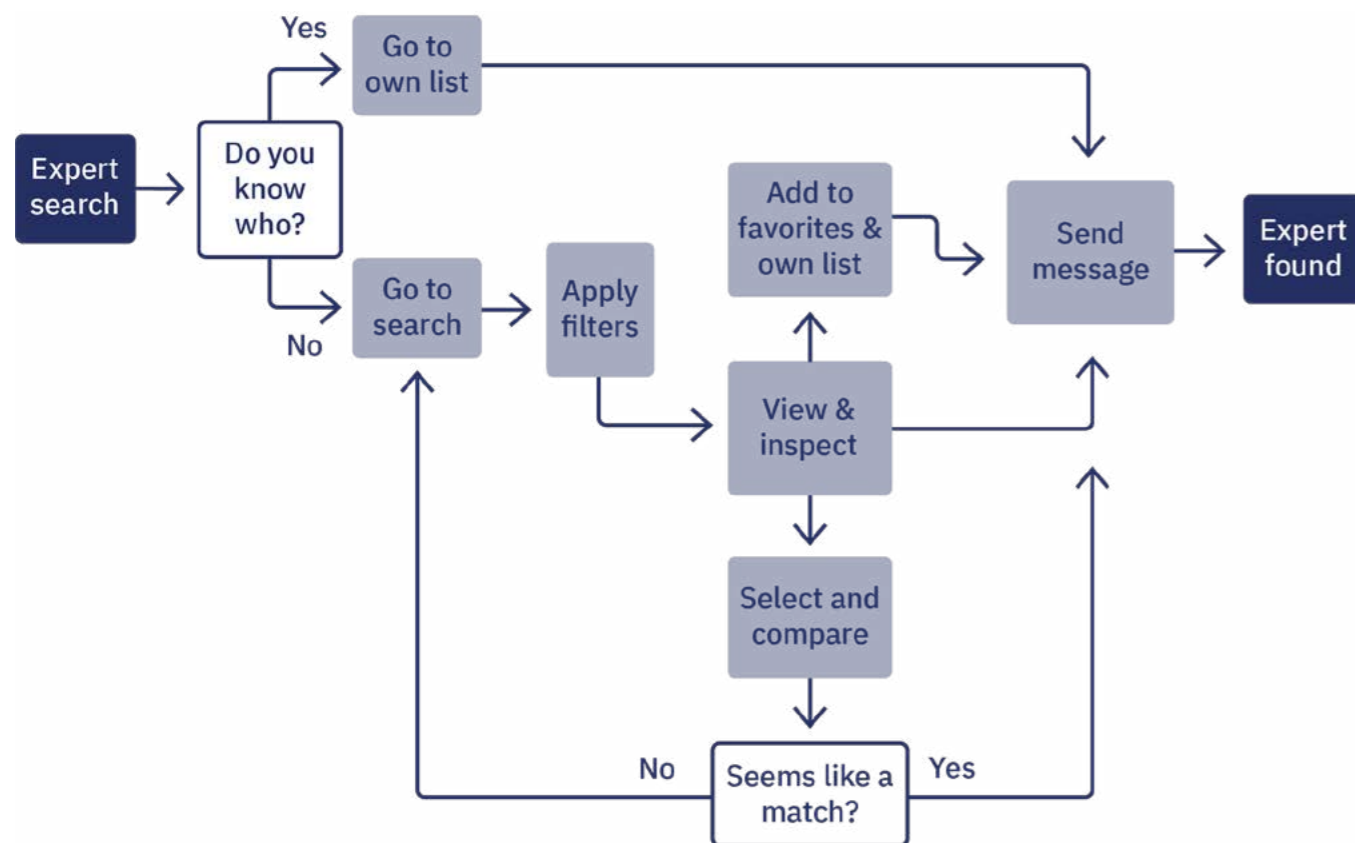 Yes
Go to
own list
Expert
search
Do you
know
who?
No
Go to
search
Apply
filters
Add to
favorites &
own list
View &
inspect
Send
message
Expert
found
Select and
compare
No
Seems like a
match?
Yes